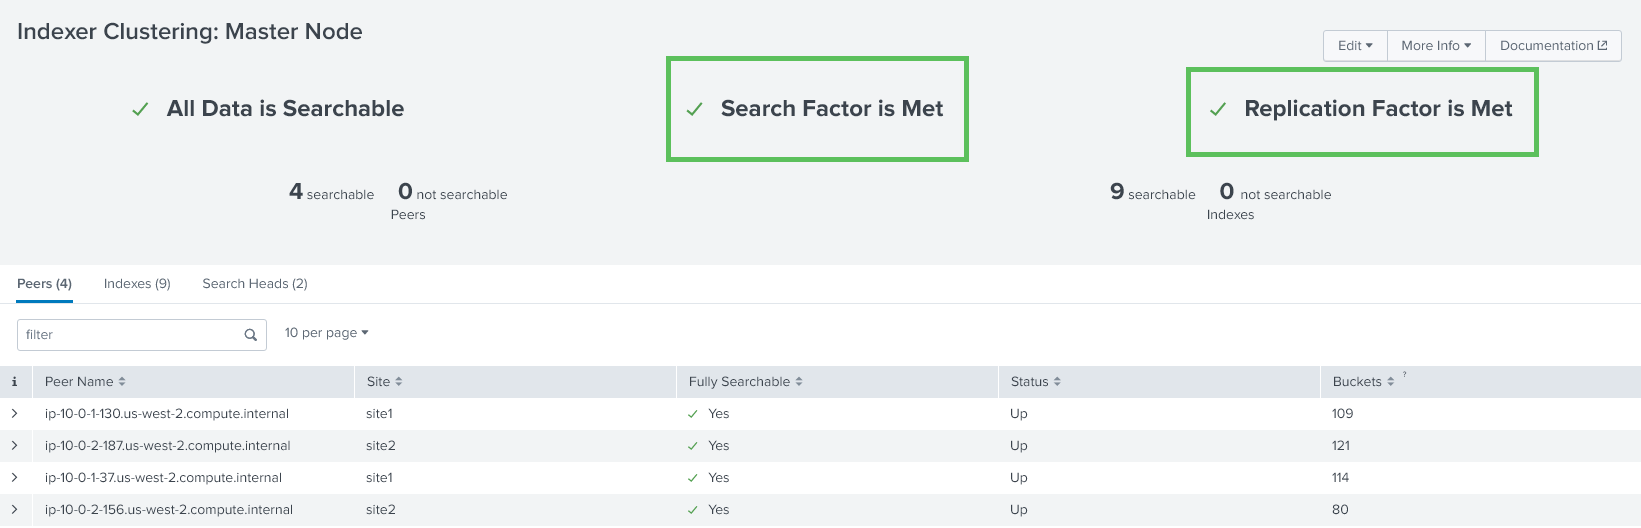 Indexer Clustering: Master Node
Edit More Info Documentation
All Data is Searchable Search Factor is Met Replication Factor is Met
4 searchable 0 not searchable 9 searchable 0 not searchable
Peers Indexes
Peers (4) Indexes (9) Search Heads (2)
filter 10 per page
i Peer Name Site Fully Searchable Status Buckets ?
ip-10-0-1-130.us-west-2.compute.internal site1 Yes Up 109
ip-10-0-2-187.us-west-2.compute.internal site2 Yes Up 121
ip-10-0-1-37.us-west-2.compute.internal site1 Yes Up 114
ip-10-0-2-156.us-west-2.compute.internal site2 Yes Up 80